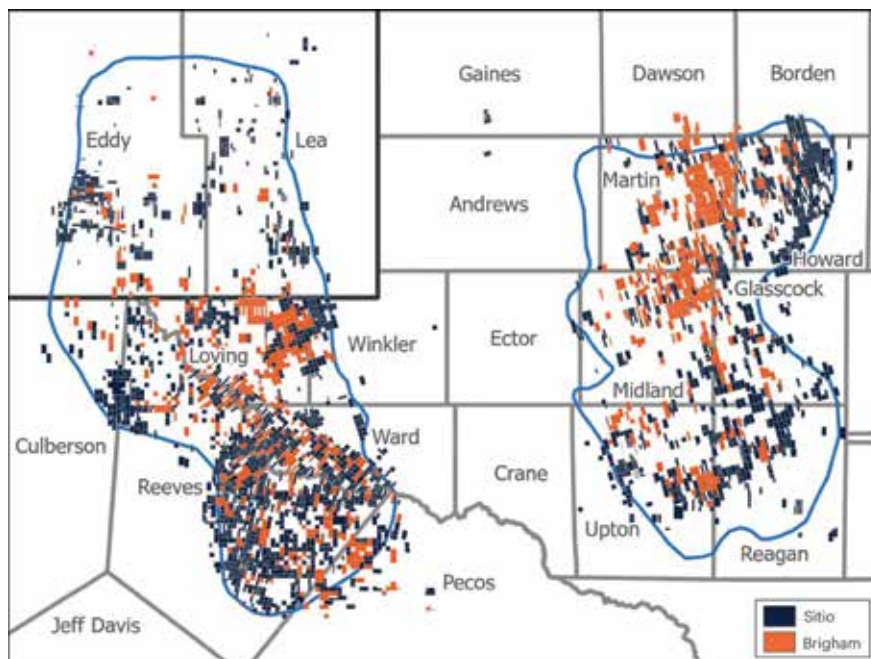 Gaines
Dawson
Borden
Eddy
Lea
Martin
Andrews
Howard
Glasscock
Winkler
Ector
Loving
Midland
Culberson
Ward
Crane
Reeves
Upton
Reagan
Pecos
Jeff Davis
Sitio
Brigham